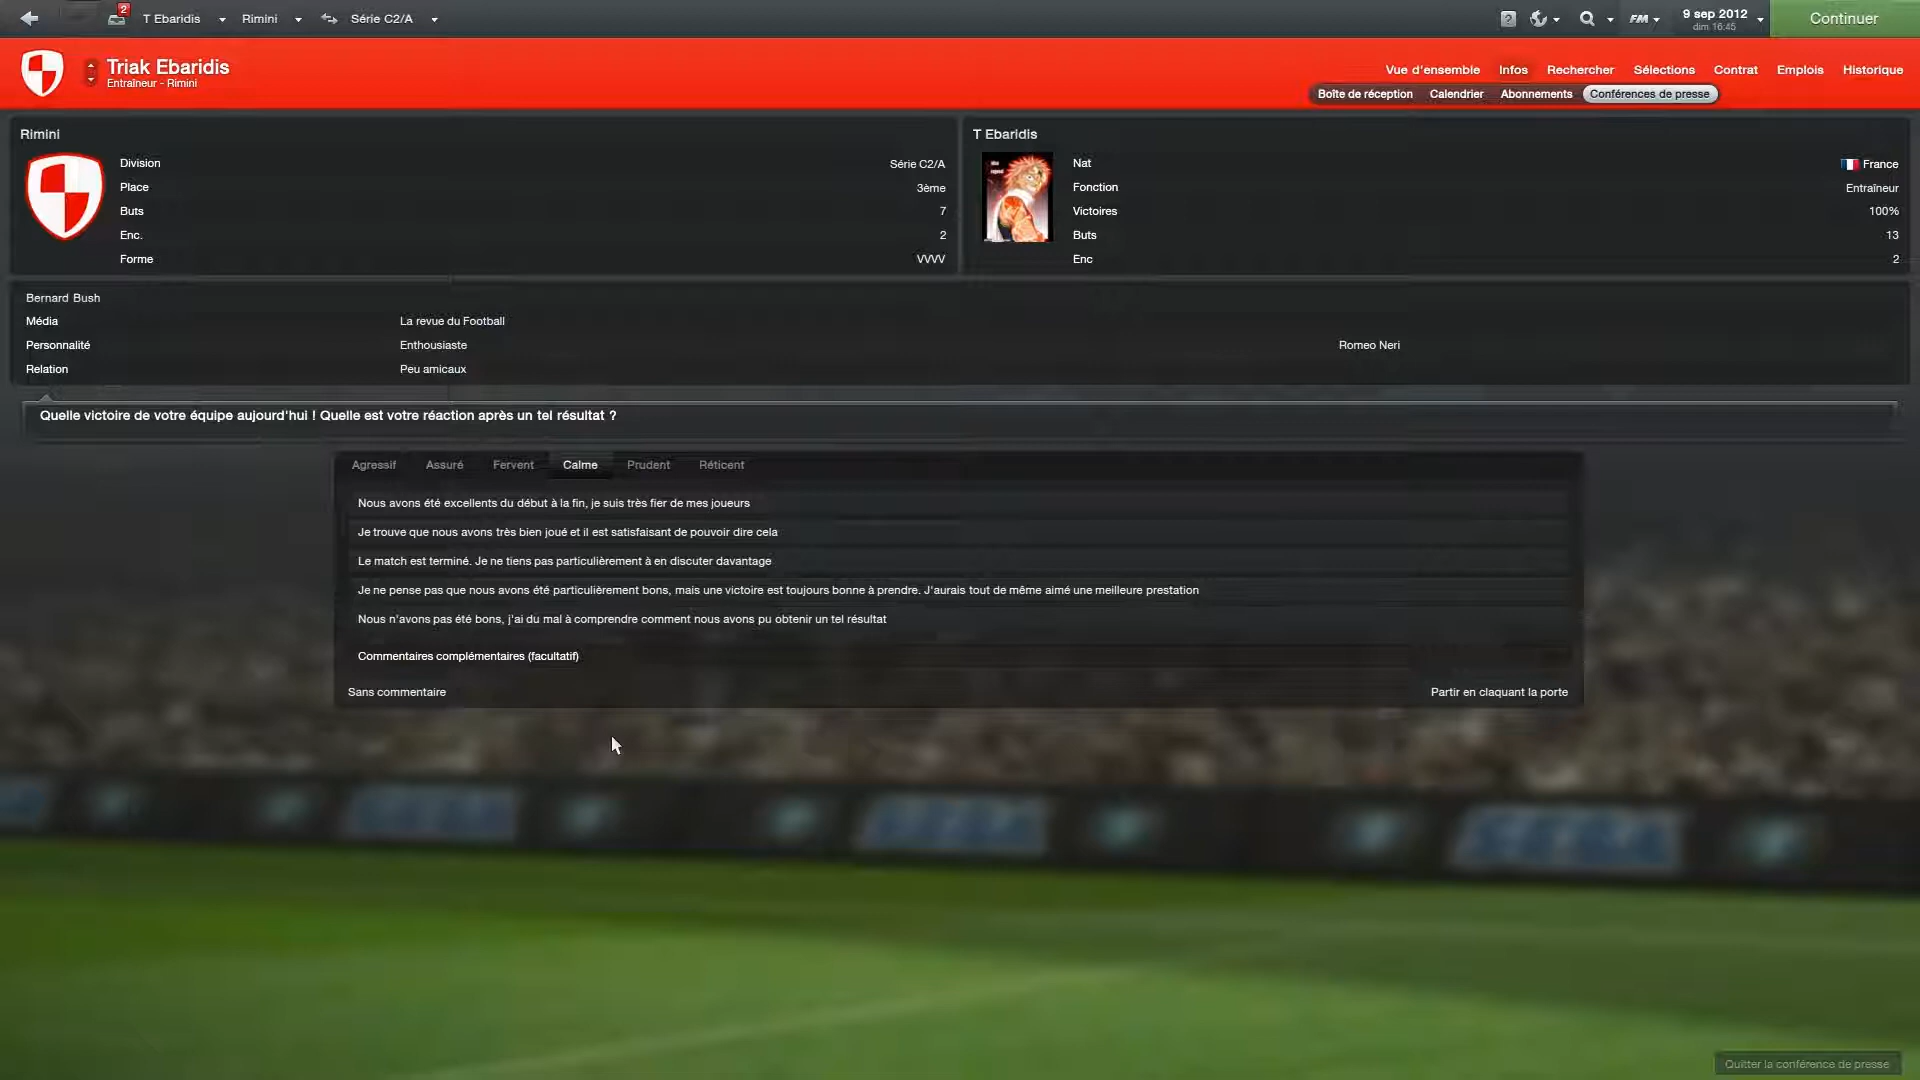 2
T Ebaridis
Rimini
Série C2/A
FM
9 sep 2012
dim 16:45
Continuer
Triak Ebaridis
Entraîneur - Rimini
Vue d'ensemble
Infos
Rechercher
Sélections
Contrat
Emplois
Historique
Boîte de réception
Calendrier
Abonnements
Conférences de presse
Rimini
Division
Série C2/A
Place
3ème
Buts
7
Enc.
2
Forme
VVVV
T Ebaridis
Nat
France
Fonction
Entraîneur
Victoires
100%
Buts
13
Enc
2
Bernard Bush
Média
La revue du Football
Personnalité
Enthousiaste
Romeo Neri
Relation
Peu amicaux
Quelle victoire de votre équipe aujourd'hui ! Quelle est votre réaction après un tel résultat ?
Agressif
Assuré
Fervent
Calme
Prudent
Réticent
Nous avons été excellents du début à la fin, je suis très fier de mes joueurs
Je trouve que nous avons très bien joué et il est satisfaisant de pouvoir dire cela
Le match est terminé. Je ne tiens pas particulièrement à en discuter davantage
Je ne pense pas que nous avons été particulièrement bons, mais une victoire est toujours bonne à prendre. J'aurais tout de même aimé une meilleure prestation
Nous n'avons pas été bons, j'ai du mal à comprendre comment nous avons pu obtenir un tel résultat
Commentaires complémentaires (facultatif)
Sans commentaire
Partir en claquant la porte
Quitter la conférence de presse